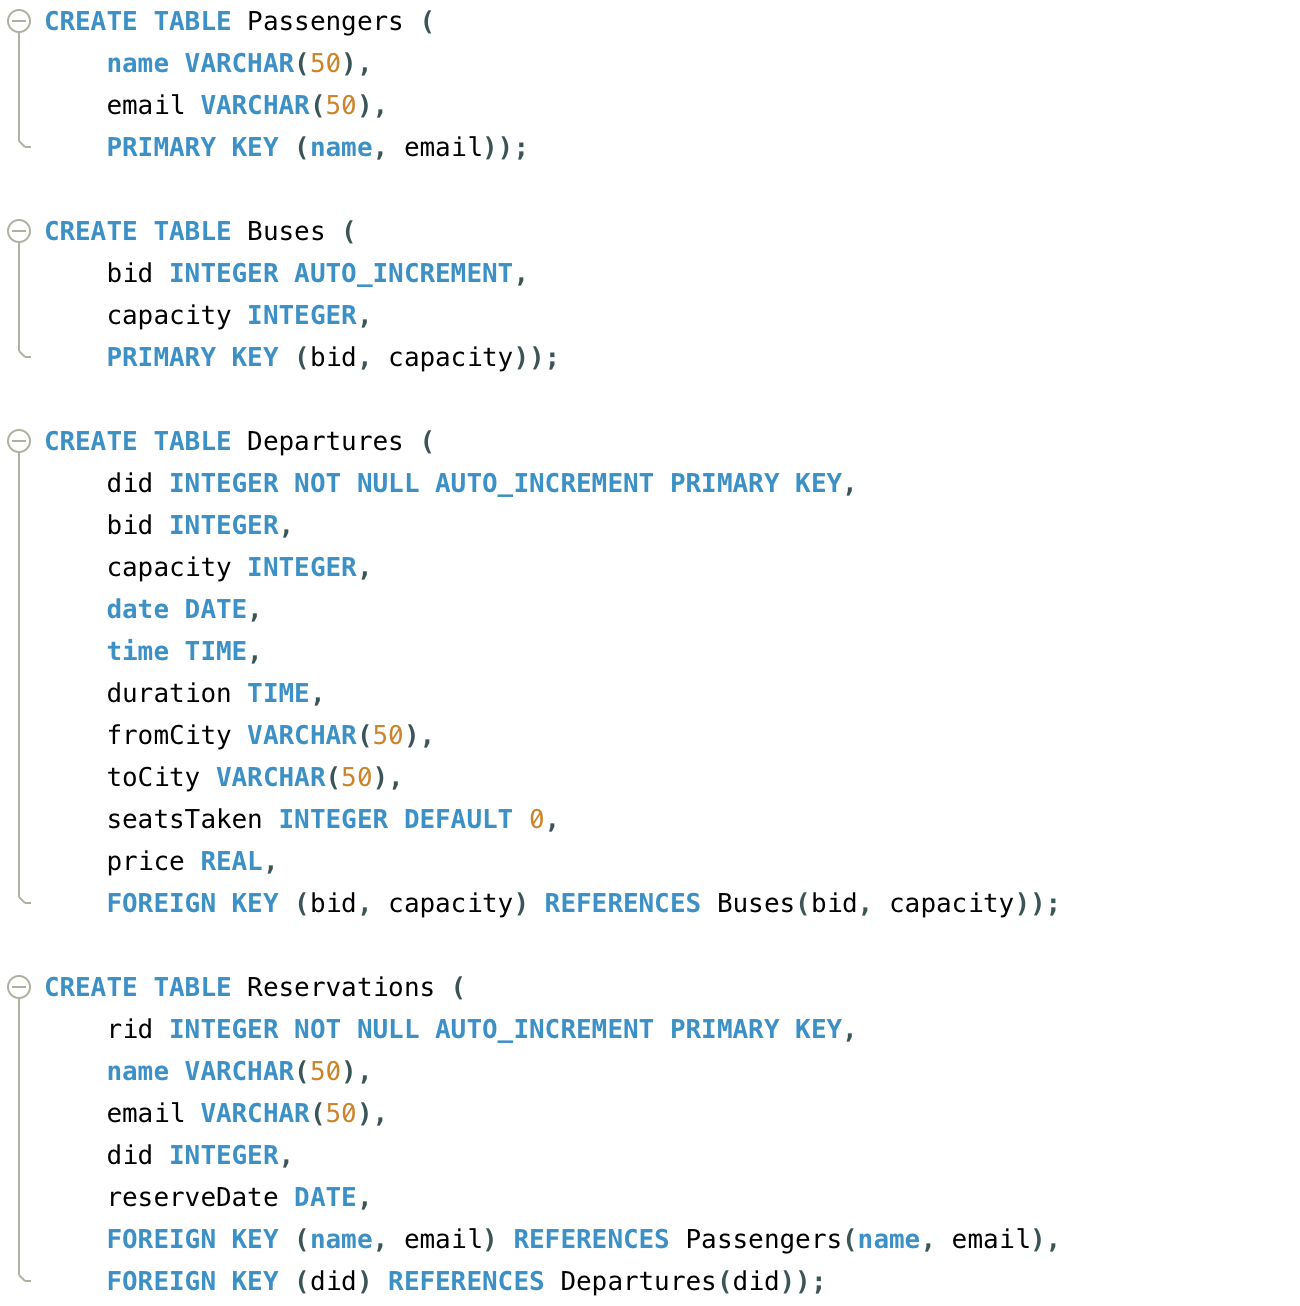 CREATE TABLE Passengers (
    name VARCHAR(50),
    email VARCHAR(50),
    PRIMARY KEY (name, email));

CREATE TABLE Buses (
    bid INTEGER AUTO_INCREMENT,
    capacity INTEGER,
    PRIMARY KEY (bid, capacity));

CREATE TABLE Departures (
    did INTEGER NOT NULL AUTO_INCREMENT PRIMARY KEY,
    bid INTEGER,
    capacity INTEGER,
    date DATE,
    time TIME,
    duration TIME,
    fromCity VARCHAR(50),
    toCity VARCHAR(50),
    seatsTaken INTEGER DEFAULT 0,
    price REAL,
    FOREIGN KEY (bid, capacity) REFERENCES Buses(bid, capacity));

CREATE TABLE Reservations (
    rid INTEGER NOT NULL AUTO_INCREMENT PRIMARY KEY,
    name VARCHAR(50),
    email VARCHAR(50),
    did INTEGER,
    reserveDate DATE,
    FOREIGN KEY (name, email) REFERENCES Passengers(name, email),
    FOREIGN KEY (did) REFERENCES Departures(did));